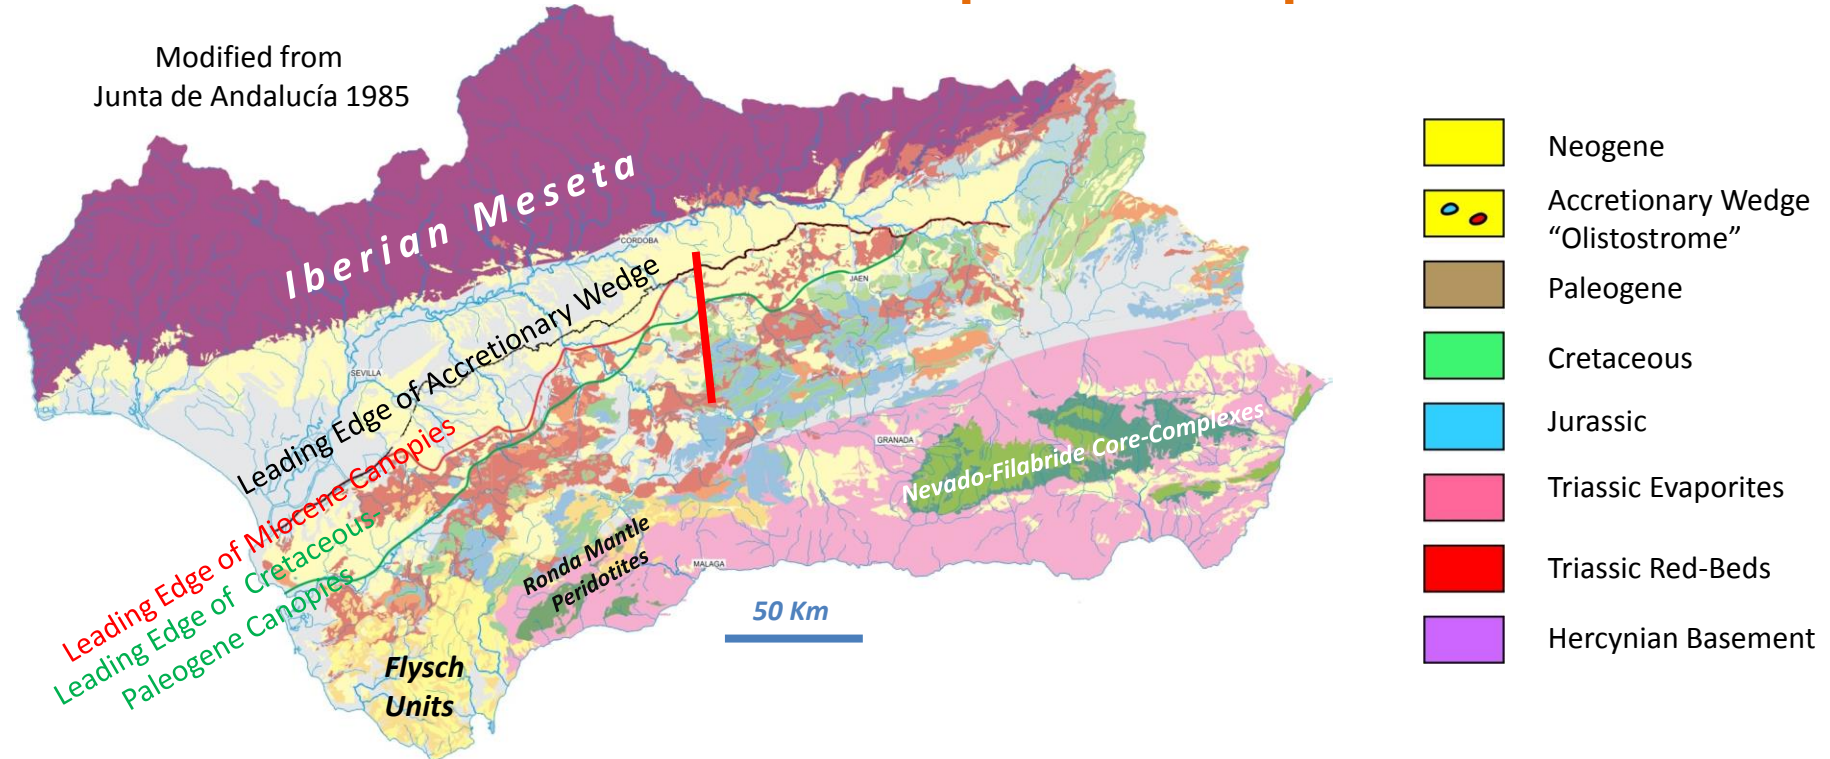 Modified from
Junta de Andalucía 1985
Iberian Meseta
CORDOBA
JAEN
SEVILLA
Leading Edge of Accretionary Wedge
Leading Edge of Miocene Canopies
Leading Edge of Cretaceous-
Paleogene Canopies
GRANADA
Nevado-Filabride Core-Complexes
Ronda Mantle
Peridotites
MALAGA
50 Km
Flysch
Units
Neogene
Accretionary Wedge
“Olistostrome”
Paleogene
Cretaceous
Jurassic
Triassic Evaporites
Triassic Red-Beds
Hercynian Basement